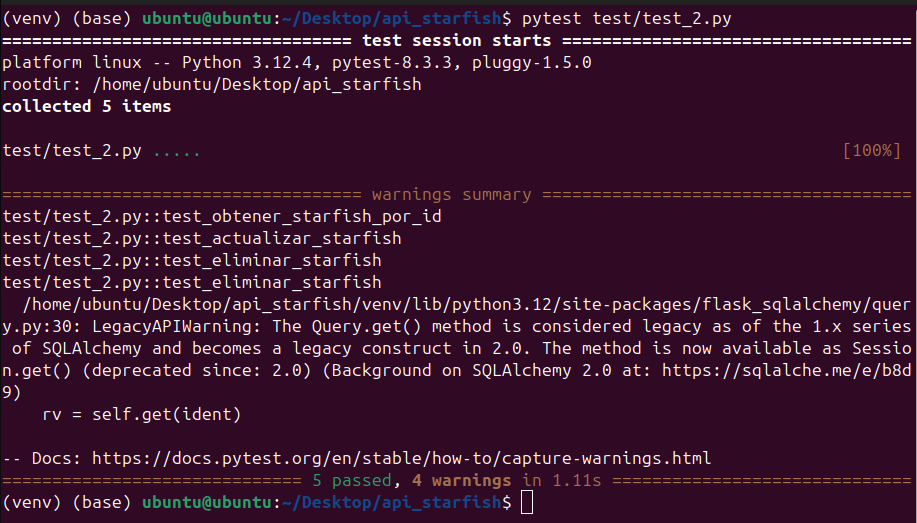 (venv) (base) ubuntu@ubuntu:~/Desktop/api_starfish$ pytest test/test_2.py
=================================== test session starts ===================================
platform linux -- Python 3.12.4, pytest-8.3.3, pluggy-1.5.0
rootdir: /home/ubuntu/Desktop/api_starfish
collected 5 items
test/test_2.py ..... [100%]
==================================== warnings summary =====================================
test/test_2.py::test_obtener_starfish_por_id
test/test_2.py::test_actualizar_starfish
test/test_2.py::test_eliminar_starfish
test/test_2.py::test_eliminar_starfish
  /home/ubuntu/Desktop/api_starfish/venv/lib/python3.12/site-packages/flask_sqlalchemy/quer
y.py:30: LegacyAPIWarning: The Query.get() method is considered legacy as of the 1.x series
 of SQLAlchemy and becomes a legacy construct in 2.0. The method is now available as Sessio
n.get() (deprecated since: 2.0) (Background on SQLAlchemy 2.0 at: https://sqlalche.me/e/b8d
9)
    rv = self.get(ident)
-- Docs: https://docs.pytest.org/en/stable/how-to/capture-warnings.html
============================== 5 passed, 4 warnings in 1.11s ==============================
(venv) (base) ubuntu@ubuntu:~/Desktop/api_starfish$